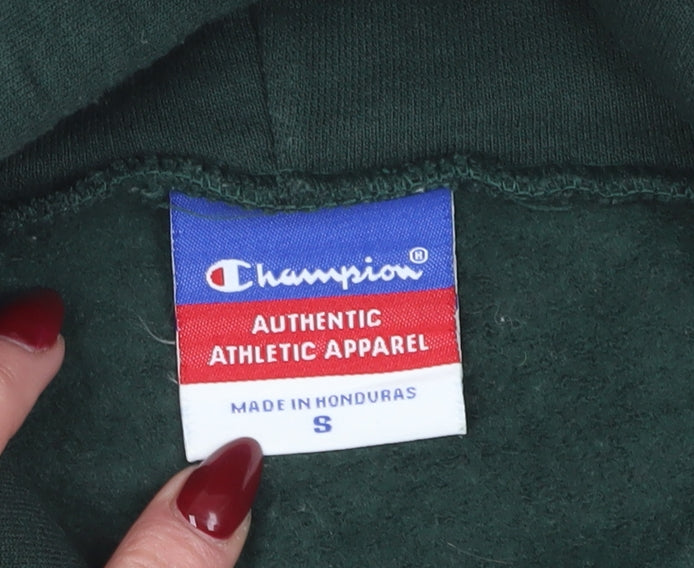 Champion®
AUTHENTIC
ATHLETIC APPAREL
MADE IN HONDURAS
S